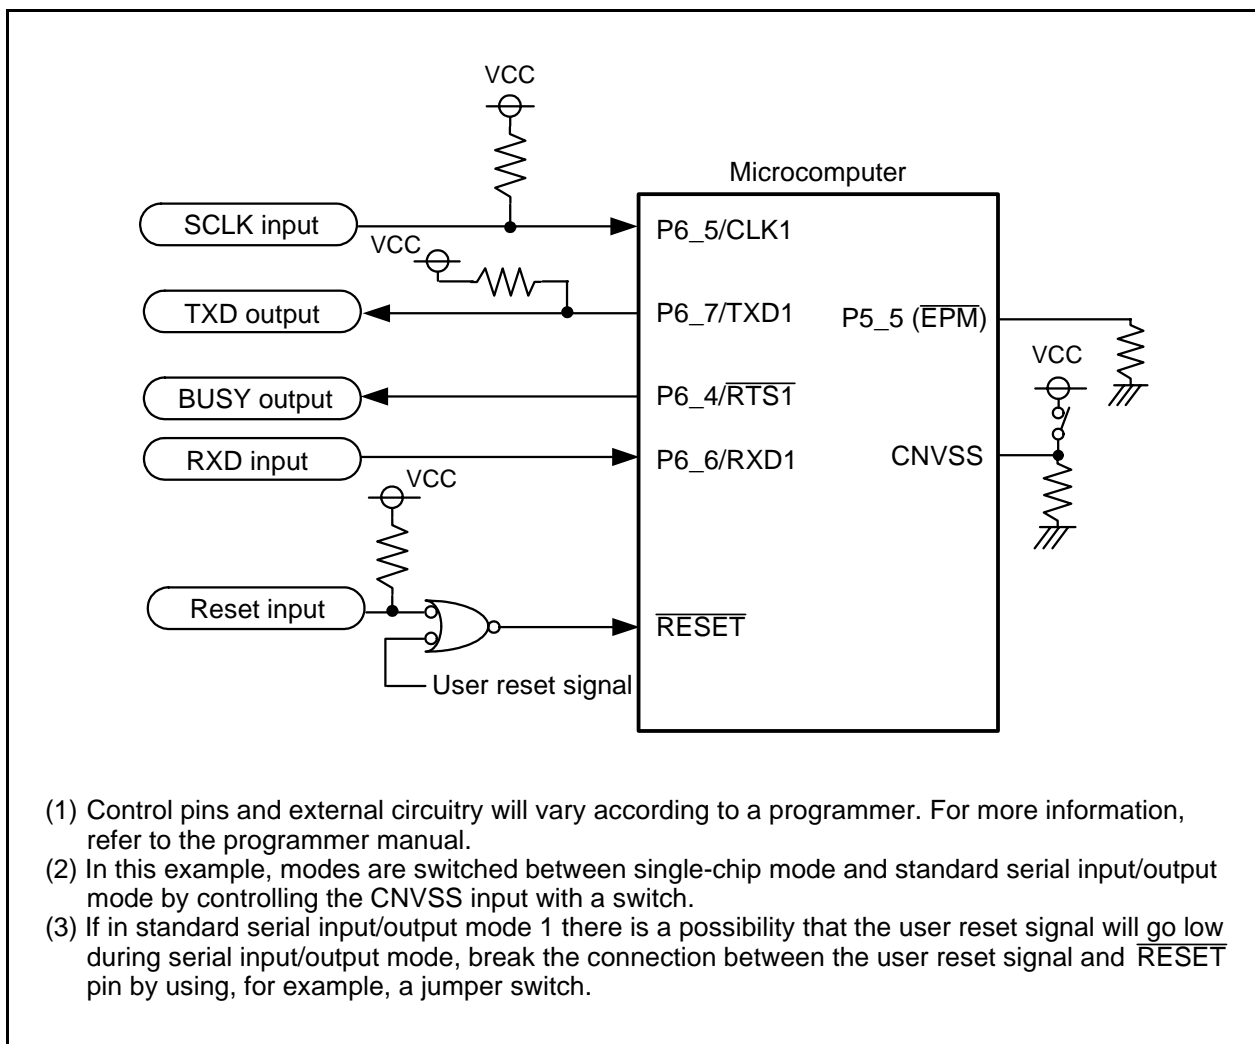 VCC
Microcomputer
SCLK input
P6_5/CLK1
VCC
TXD output
P6_7/TXD1
P5_5 (EPM)
VCC
BUSY output
P6_4/RTS1
RXD input
P6_6/RXD1
CNVSS
VCC
Reset input
RESET
User reset signal
(1) Control pins and external circuitry will vary according to a programmer. For more information,
refer to the programmer manual.
(2) In this example, modes are switched between single-chip mode and standard serial input/output
mode by controlling the CNVSS input with a switch.
(3) If in standard serial input/output mode 1 there is a possibility that the user reset signal will go low
during serial input/output mode, break the connection between the user reset signal and RESET
pin by using, for example, a jumper switch.